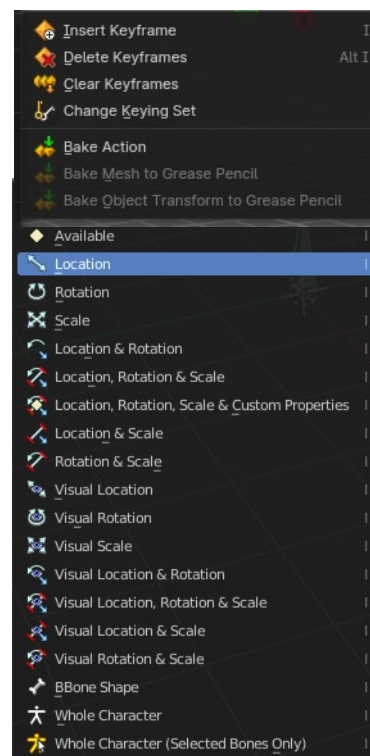 Insert Keyframe I
Delete Keyframes Alt I
Clear Keyframes
Change Keying Set
Bake Action
Bake Mesh to Grease Pencil
Bake Object Transform to Grease Pencil
Available
Location
Rotation
Scale
Location & Rotation
Location, Rotation & Scale
Location, Rotation, Scale & Custom Properties
Location & Scale
Rotation & Scale
Visual Location
Visual Rotation
Visual Scale
Visual Location & Rotation
Visual Location, Rotation & Scale
Visual Location & Scale
Visual Rotation & Scale
BBone Shape
Whole Character
Whole Character (Selected Bones Only)